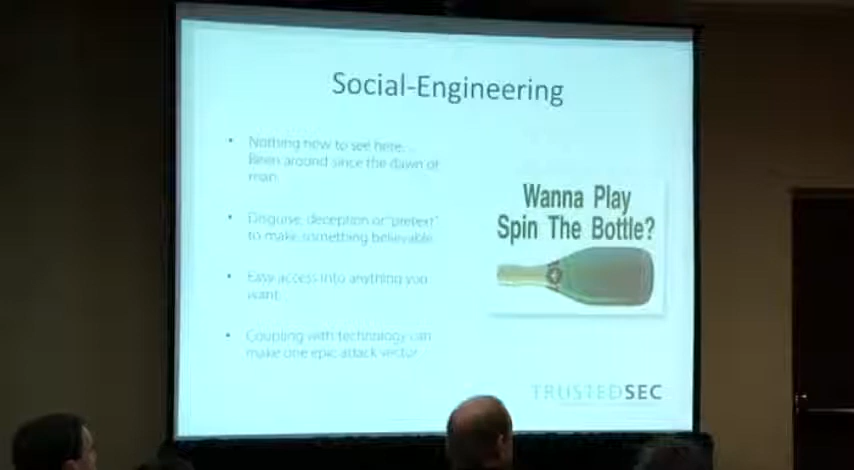 Social-Engineering
• Nothing new to see here...
Been around since the dawn of
man.
• Disguise, deception or "pretext"
to make something believable.
• Easy access into anything you
want.
• Coupling with technology can
make one epic attack vector.
Wanna Play
Spin The Bottle?
TRUSTEDSEC